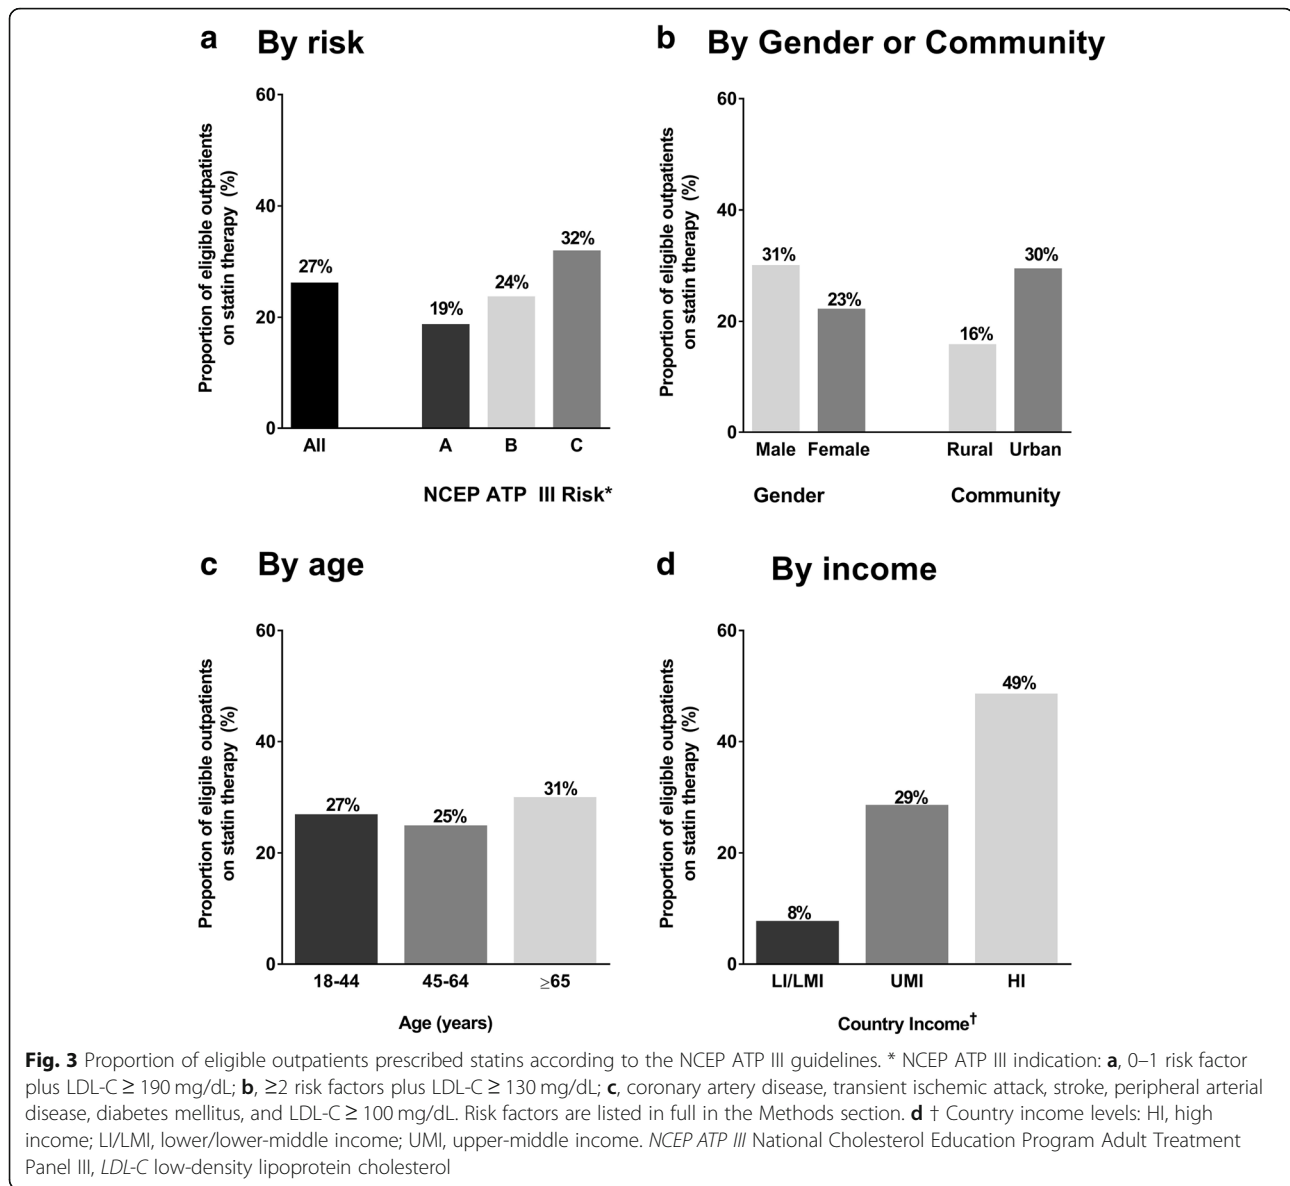 a By risk
60
40
20
0
Proportion of eligible outpatients
on statin therapy (%)
27%
19%
24%
32%
All A B C
NCEP ATP III Risk*
b By Gender or Community
60
40
20
0
Proportion of eligible outpatients
on statin therapy (%)
31%
23%
16%
30%
Male Female Rural Urban
Gender Community
c By age
60
40
20
0
Proportion of eligible outpatients
on statin therapy (%)
27%
25%
31%
18-44 45-64 ≥65
Age (years)
d By income
60
40
20
0
Proportion of eligible outpatients
on statin therapy (%)
8%
29%
49%
LI/LMI UMI HI
Country Income†
Fig. 3 Proportion of eligible outpatients prescribed statins according to the NCEP ATP III guidelines. * NCEP ATP III indication: a, 0–1 risk factor
plus LDL-C ≥ 190 mg/dL; b, ≥2 risk factors plus LDL-C ≥ 130 mg/dL; c, coronary artery disease, transient ischemic attack, stroke, peripheral arterial
disease, diabetes mellitus, and LDL-C ≥ 100 mg/dL. Risk factors are listed in full in the Methods section. d † Country income levels: HI, high
income; LI/LMI, lower/lower-middle income; UMI, upper-middle income. NCEP ATP III National Cholesterol Education Program Adult Treatment
Panel III, LDL-C low-density lipoprotein cholesterol